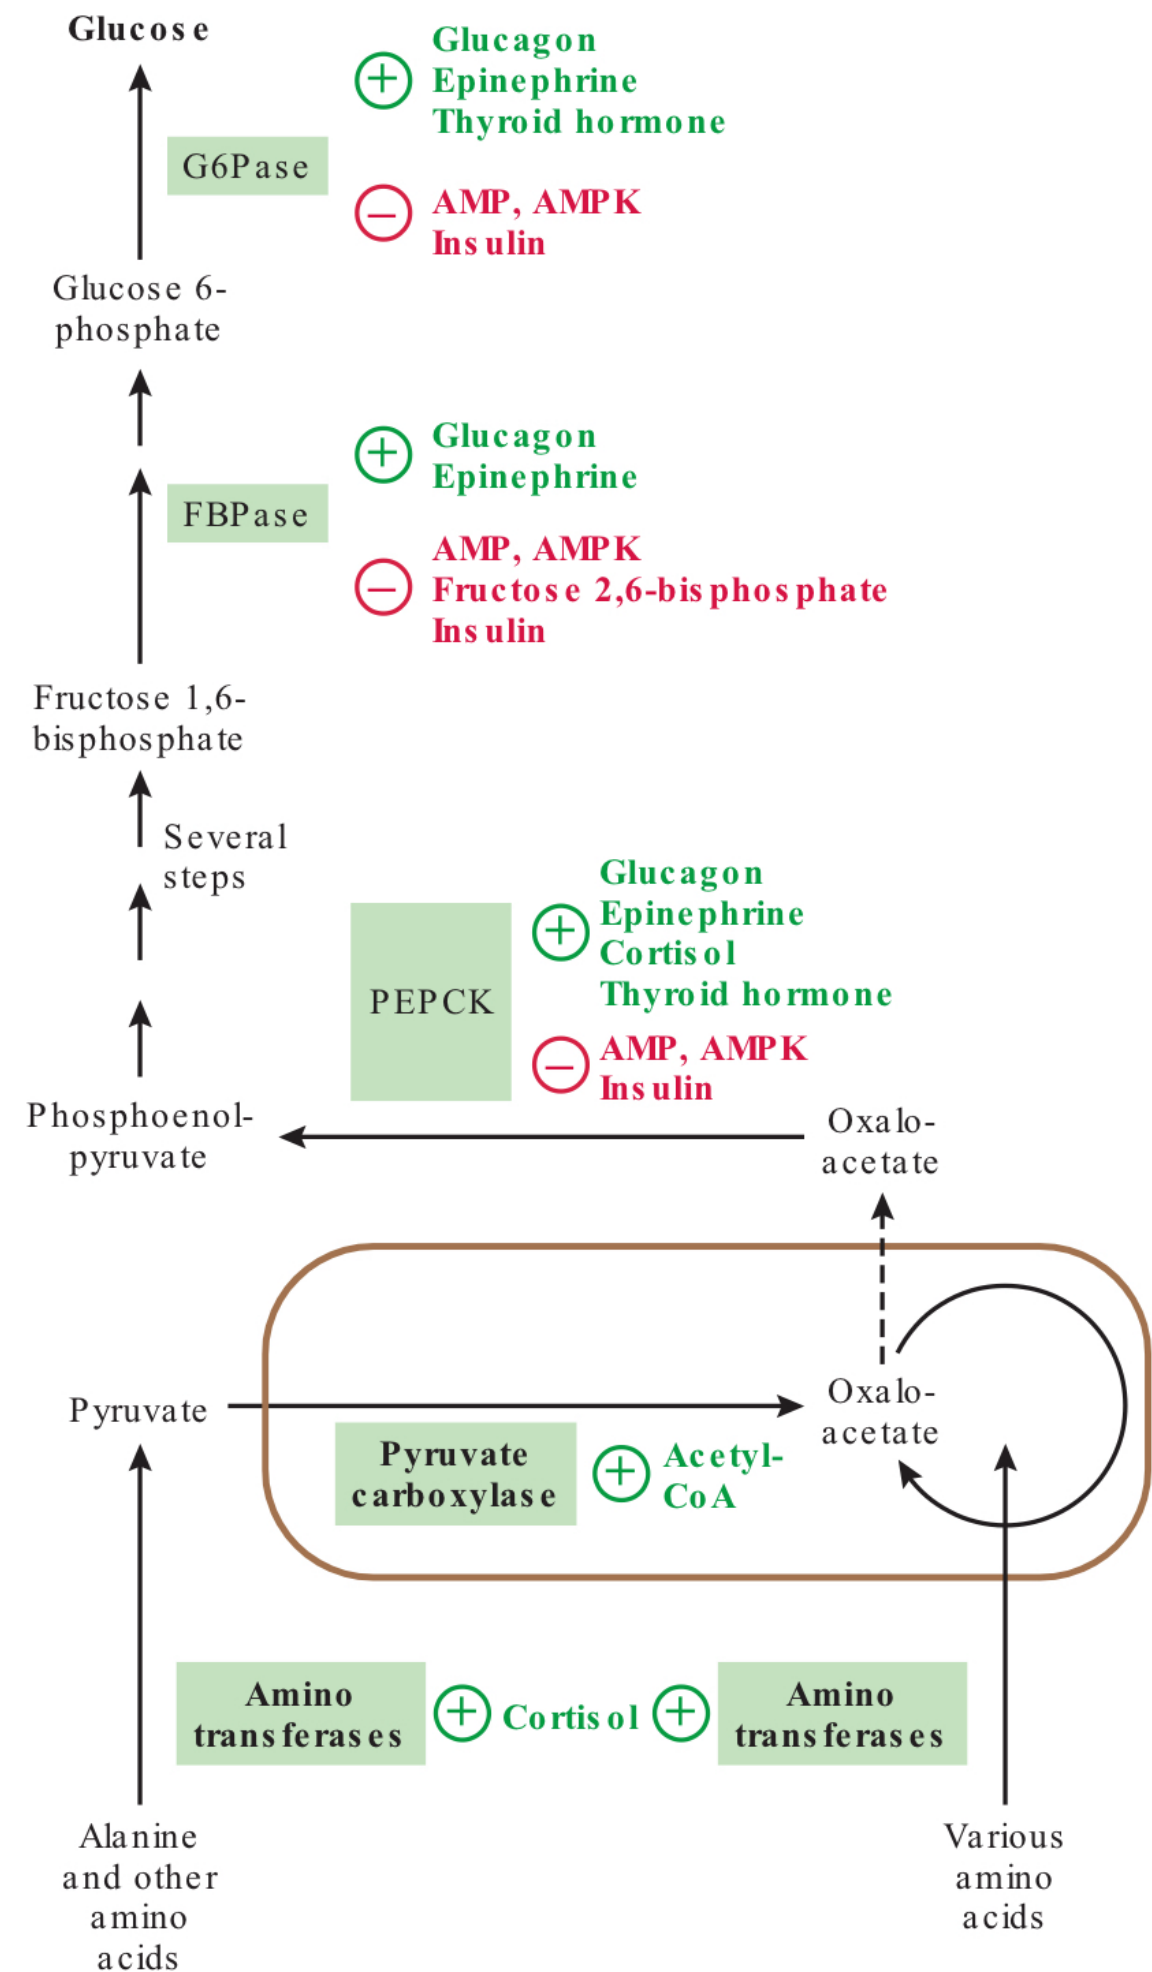 Glucose
Glucagon
Epinephrine
Thyroid hormone
G6Pase
AMP, AMPK
Insulin
Glucose 6-
phosphate
Glucagon
Epinephrine
FBPase
AMP, AMPK
Fructose 2,6-bisphosphate
Insulin
Fructose 1,6-
bisphosphate
Several
steps
Glucagon
Epinephrine
Cortisol
Thyroid hormone
PEPCK
AMP, AMPK
Insulin
Phosphoenol-
pyruvate
Oxalo-
acetate
Pyruvate
Oxalo-
acetate
Pyruvate
carboxylase
Acetyl-
CoA
Amino
transferases
Cortisol
Amino
transferases
Alanine
and other
amino
acids
Various
amino
acids